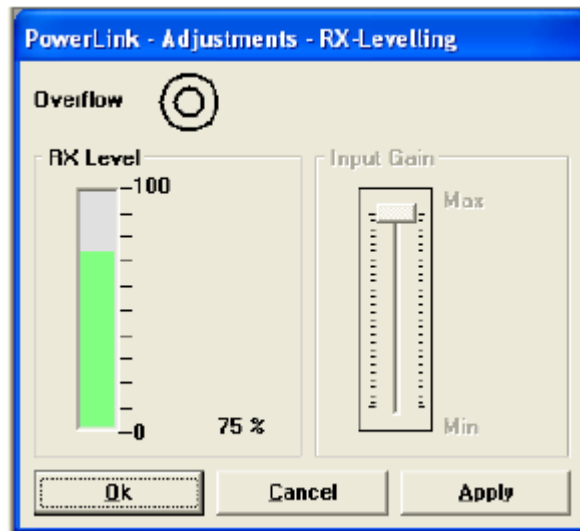 PowerLink - Adjustments - RX-Levelling
Overflow
RX Level
Input Gain
100
Max
0
75 %
Min
Ok
Cancel
Apply